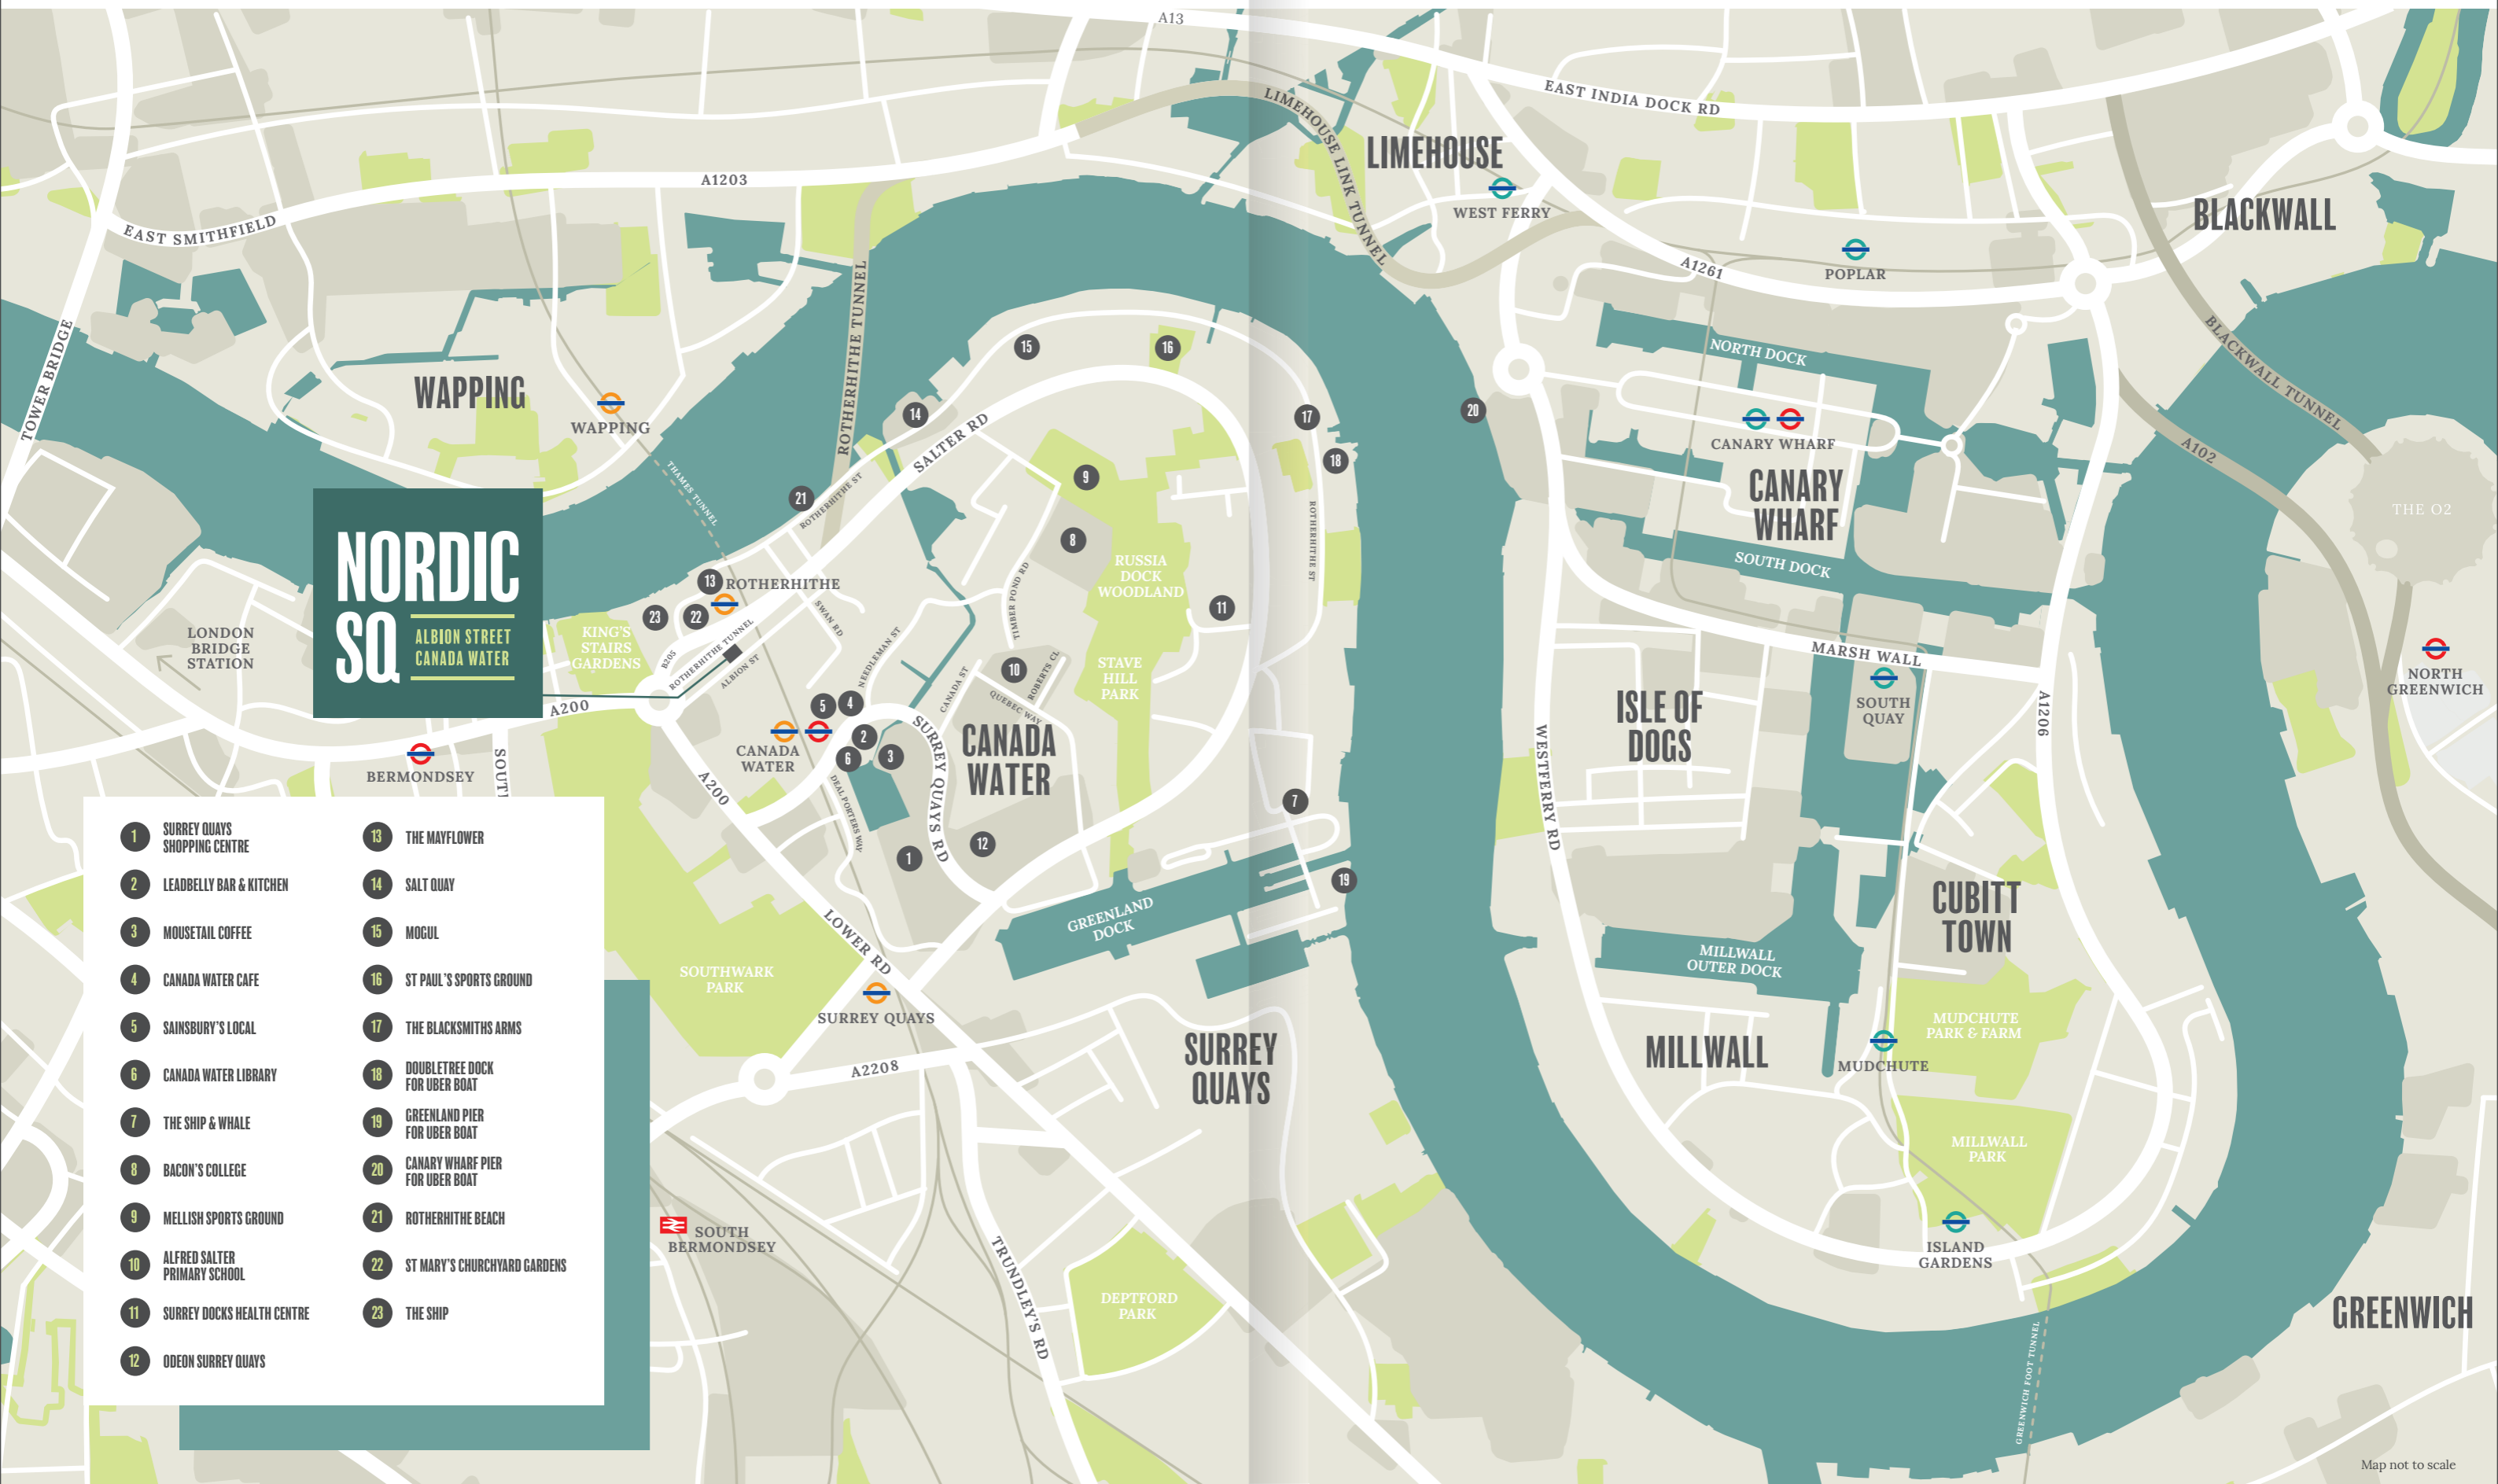 A13
EAST INDIA DOCK RD
LIMEHOUSE LINK TUNNEL
LIMEHOUSE
WEST FERRY
A1203
EAST SMITHFIELD
BLACKWALL
POPLAR
A1261
TOWER BRIDGE
WAPPING
WAPPING
THAMES TUNNEL
ROTHERHITHE TUNNEL
15
16
14
SALTER RD
17
18
20
NORTH DOCK
CANARY WHARF
CANARY
WHARF
SOUTH DOCK
BLACKWALL TUNNEL
A102
THE O2
NORTH
GREENWICH
NORDIC
SQ
ALBION STREET
CANADA WATER
LONDON
BRIDGE
STATION
KING'S
STAIRS
GARDENS
21
ROTHERHITHE ST
13
ROTHERHITHE
23
22
B205
ROTHERHITHE TUNNEL
ALBION ST
SWAN RD
NEEDLEMAN ST
9
8
TIMBER POND RD
RUSSIA
DOCK
WOODLAND
11
ROTHERHITHE ST
STAVE
HILL
PARK
10
ROBERTS CL
QUEBEC WAY
CANADA ST
A200
BERMONDSEY
SOUT
5
4
2
6
3
CANADA
WATER
DEAL PORTERS WAY
SURREY QUAYS RD
CANADA
WATER
A200
1
12
7
19
GREENLAND
DOCK
LOWER RD
SOUTHWARK
PARK
SURREY QUAYS
A2208
SURREY
QUAYS
SOUTH
BERMONDSEY
TRUNDLEY'S RD
DEPTFORD
PARK
MARSH WALL
SOUTH
QUAY
A1206
ISLE OF
DOGS
WESTFERRY RD
CUBITT
TOWN
MILLWALL
OUTER DOCK
MILLWALL
MUDCHUTE
PARK & FARM
MUDCHUTE
MILLWALL
PARK
ISLAND
GARDENS
GREENWICH FOOT TUNNEL
GREENWICH
1 SURREY QUAYS
SHOPPING CENTRE
2 LEADBELLY BAR & KITCHEN
3 MOUSETAIL COFFEE
4 CANADA WATER CAFE
5 SAINSBURY'S LOCAL
6 CANADA WATER LIBRARY
7 THE SHIP & WHALE
8 BACON'S COLLEGE
9 MELLISH SPORTS GROUND
10 ALFRED SALTER
PRIMARY SCHOOL
11 SURREY DOCKS HEALTH CENTRE
12 ODEON SURREY QUAYS
13 THE MAYFLOWER
14 SALT QUAY
15 MOGUL
16 ST PAUL'S SPORTS GROUND
17 THE BLACKSMITHS ARMS
18 DOUBLETREE DOCK
FOR UBER BOAT
19 GREENLAND PIER
FOR UBER BOAT
20 CANARY WHARF PIER
FOR UBER BOAT
21 ROTHERHITHE BEACH
22 ST MARY'S CHURCHYARD GARDENS
23 THE SHIP
Map not to scale